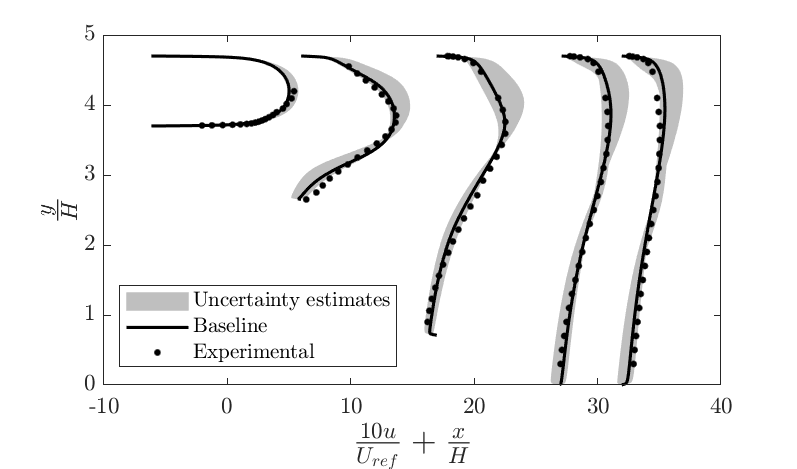 5
4
3
2
1
0
y/H
Uncertainty estimates
Baseline
Experimental
-10 0 10 20 30 40
10u/U_ref + x/H